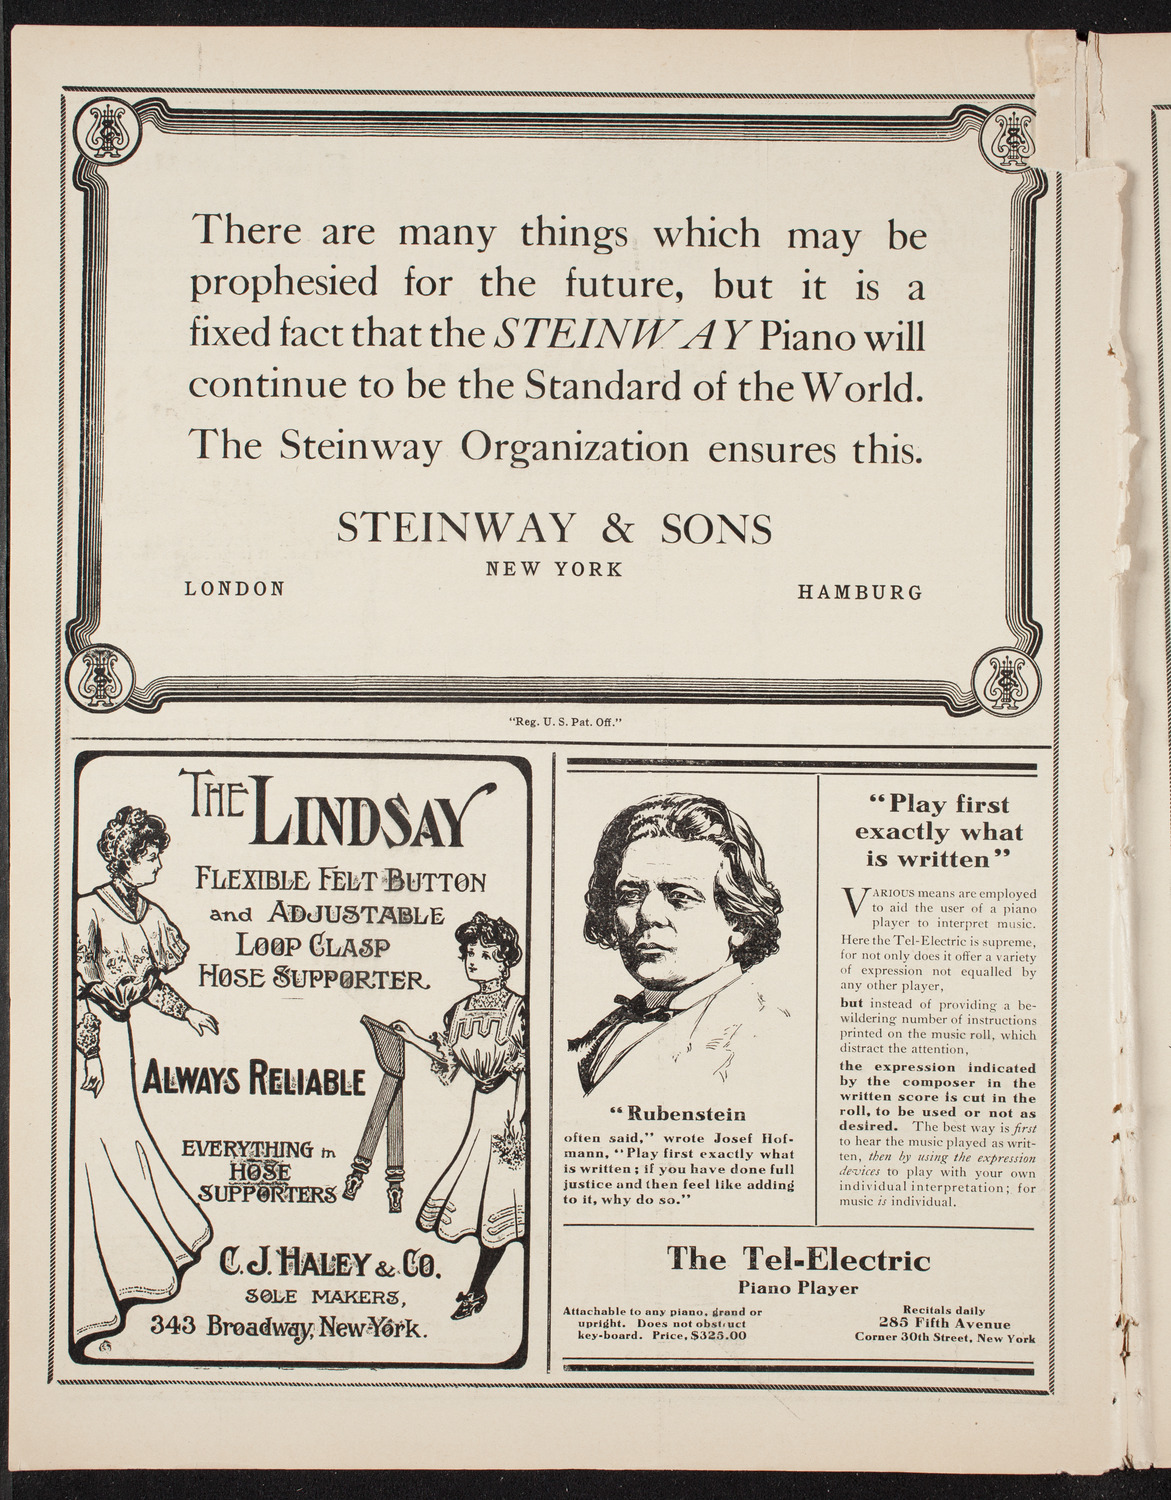 There are many things which may be
prophesied for the future, but it is a
fixed fact that the STEINWAY Piano will
continue to be the Standard of the World.
The Steinway Organization ensures this.
STEINWAY & SONS
NEW YORK
LONDON
HAMBURG
"Reg. U. S. Pat. Off."
THE LINDSAY
FLEXIBLE FELT BUTTON
and ADJUSTABLE
LOOP CLASP
HOSE SUPPORTER
ALWAYS RELIABLE
EVERYTHING in
HOSE
SUPPORTERS
C. J. HALEY & CO.
SOLE MAKERS,
343 Broadway, New York.
"Rubenstein
often said," wrote Josef Hof-
mann, "Play first exactly what
is written; if you have done full
justice and then feel like adding
to it, why do so."
"Play first
exactly what
is written"
VARIOUS means are employed
to aid the user of a piano
player to interpret music.
Here the Tel-Electric is supreme,
for not only does it offer a variety
of expression not equalled by
any other player,
but instead of providing a be-
wildering number of instructions
printed on the music roll, which
distract the attention,
the expression indicated
by the composer in the
written score is cut in the
roll, to be used or not as
desired. The best way is first
to hear the music played as writ-
ten, then by using the expression
devices to play with your own
individual interpretation; for
music is individual.
The Tel-Electric
Piano Player
Attachable to any piano, grand or
upright. Does not obstruct
key-board. Price, $325.00
Recitals daily
285 Fifth Avenue
Corner 30th Street, New York